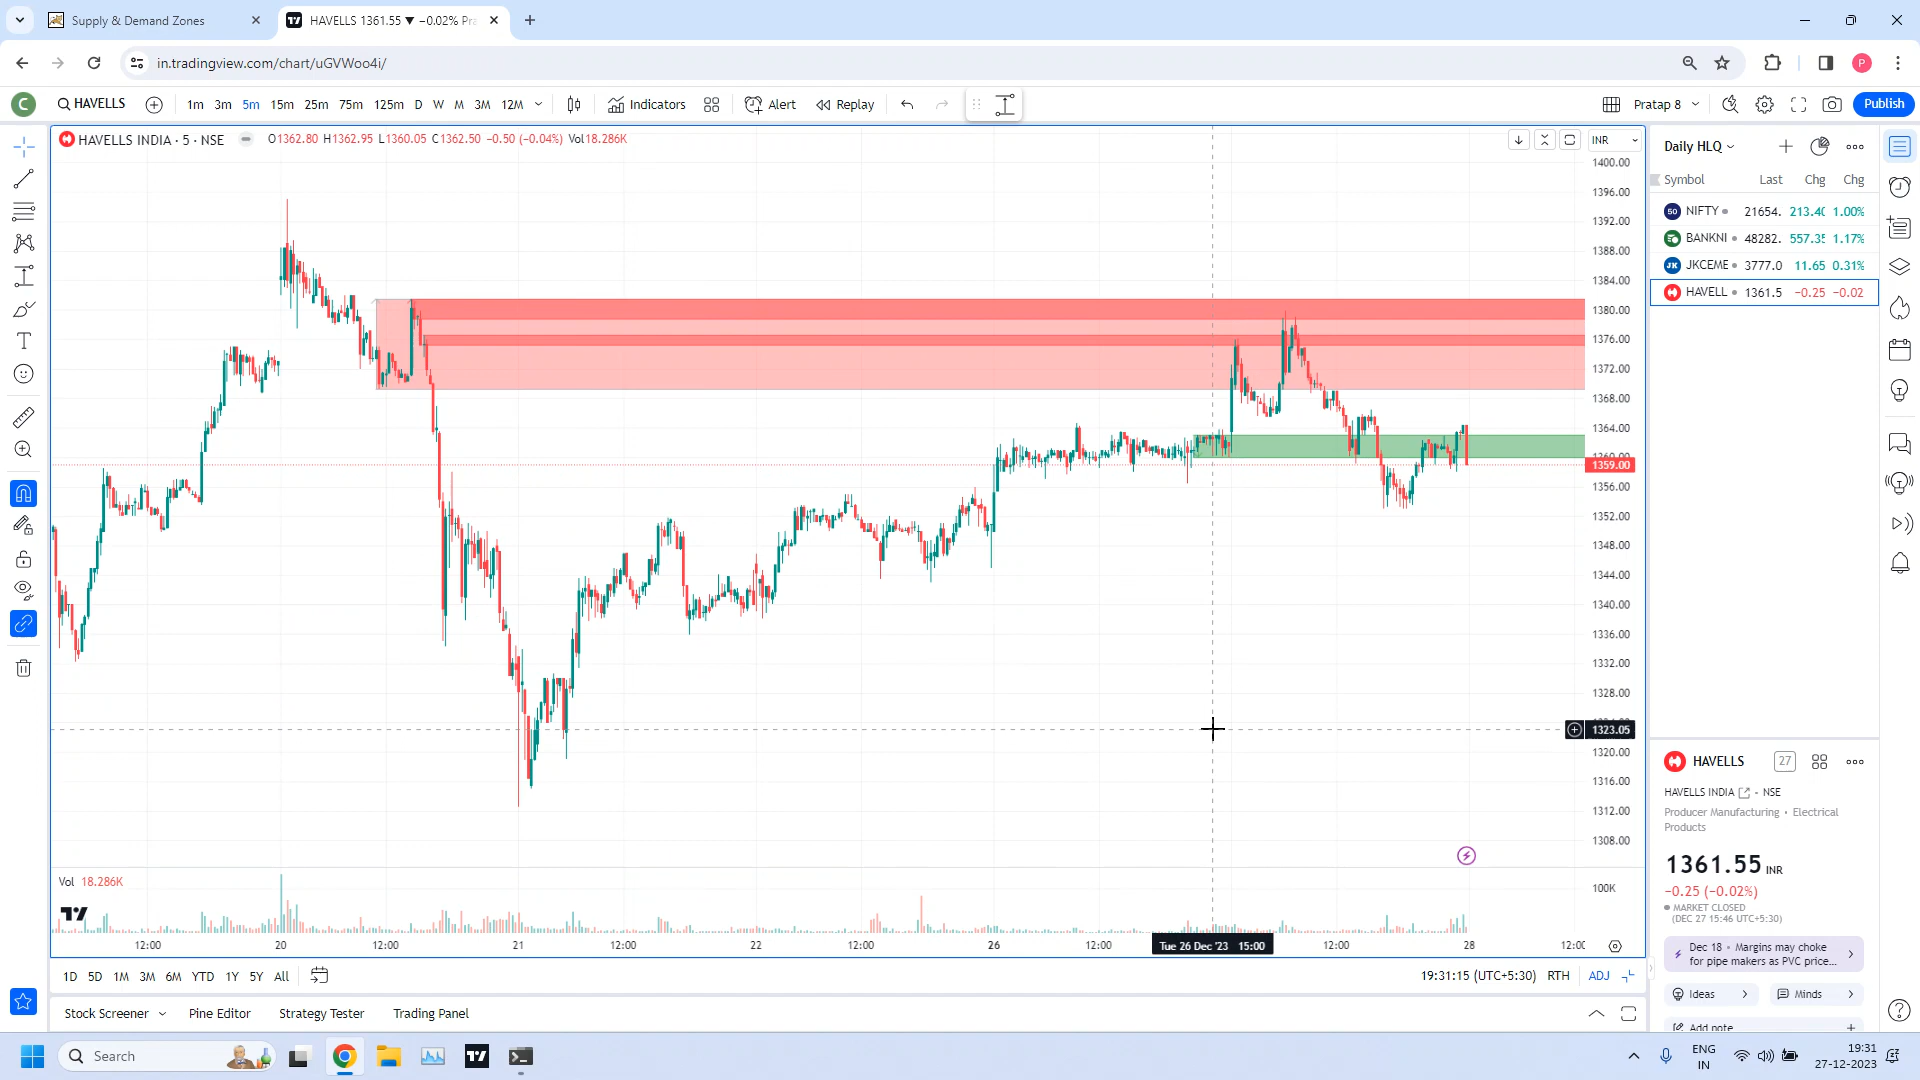 Supply & Demand Zones
HAVELLS 1361.55 ▼ −0.02% Pra
in.tradingview.com/chart/uGVWoo4i/
P
C
HAVELLS
1m 3m 5m 15m 25m 75m 125m D W M 3M 12M
Indicators
Alert
Replay
Pratap 8
Publish
HAVELLS INDIA · 5 · NSE
O1362.80 H1362.95 L1360.05 C1362.50 −0.50 (−0.04%) Vol18.286K
INR
1400.00
1396.00
1392.00
1388.00
1384.00
1380.00
1376.00
1372.00
1368.00
1364.00
1359.00
1356.00
1352.00
1348.00
1344.00
1340.00
1336.00
1332.00
1328.00
1323.05
1320.00
1316.00
1312.00
1308.00
Vol 18.286K
100K
12:00 20 12:00 21 12:00 22 12:00 26 12:00 Tue 26 Dec '23 15:00 12:00 28 12:00
1D 5D 1M 3M 6M YTD 1Y 5Y All
19:31:15 (UTC+5:30) RTH ADJ
Stock Screener Pine Editor Strategy Tester Trading Panel
Daily HLQ
Symbol Last Chg Chg
50 NIFTY 21654. 213.40 1.00%
BANKNI 48282. 557.35 1.17%
JK JKCEME 3777.0 11.65 0.31%
HAVELL 1361.5 −0.25 −0.02
HAVELLS 27
HAVELLS INDIA - NSE
Producer Manufacturing • Electrical
Products
1361.55 INR
−0.25 (−0.02%)
MARKET CLOSED
(DEC 27 15:46 UTC+5:30)
Dec 18 • Margins may choke
for pipe makers as PVC price...
Ideas Minds
Add note
Search
ENG
IN
19:31
27-12-2023